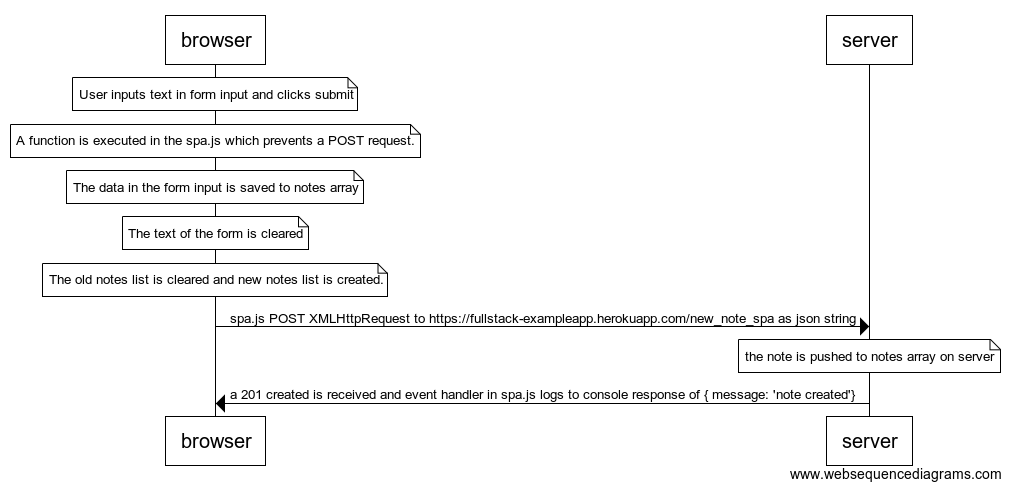 browser
server
User inputs text in form input and clicks submit
A function is executed in the spa.js which prevents a POST request.
The data in the form input is saved to notes array
The text of the form is cleared
The old notes list is cleared and new notes list is created.
spa.js POST XMLHttpRequest to https://fullstack-exampleapp.herokuapp.com/new_note_spa as json string
the note is pushed to notes array on server
a 201 created is received and event handler in spa.js logs to console response of { message: 'note created'}
browser
server
www.websequencediagrams.com